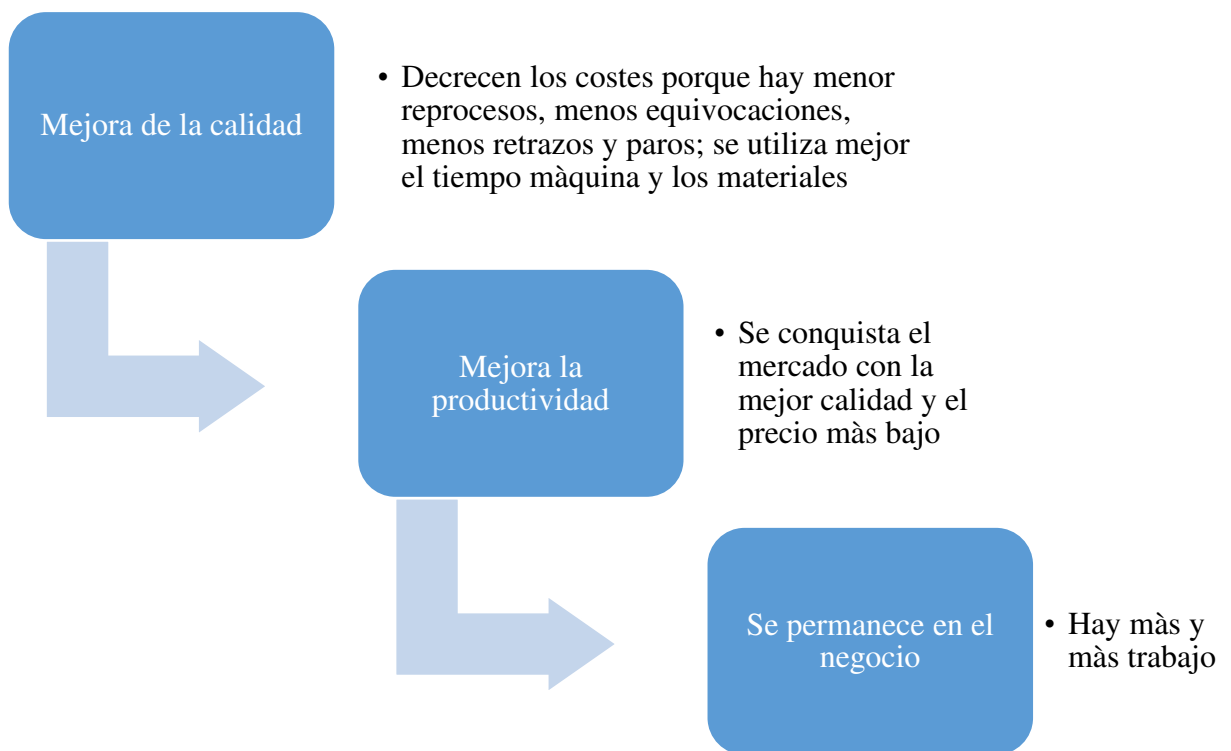 Mejora de la calidad
• Decrecen los costes porque hay menor
reprocesos, menos equivocaciones,
menos retrazos y paros; se utiliza mejor
el tiempo màquina y los materiales
Mejora la
productividad
• Se conquista el
mercado con la
mejor calidad y el
precio màs bajo
Se permanece en el
negocio
• Hay màs y
màs trabajo